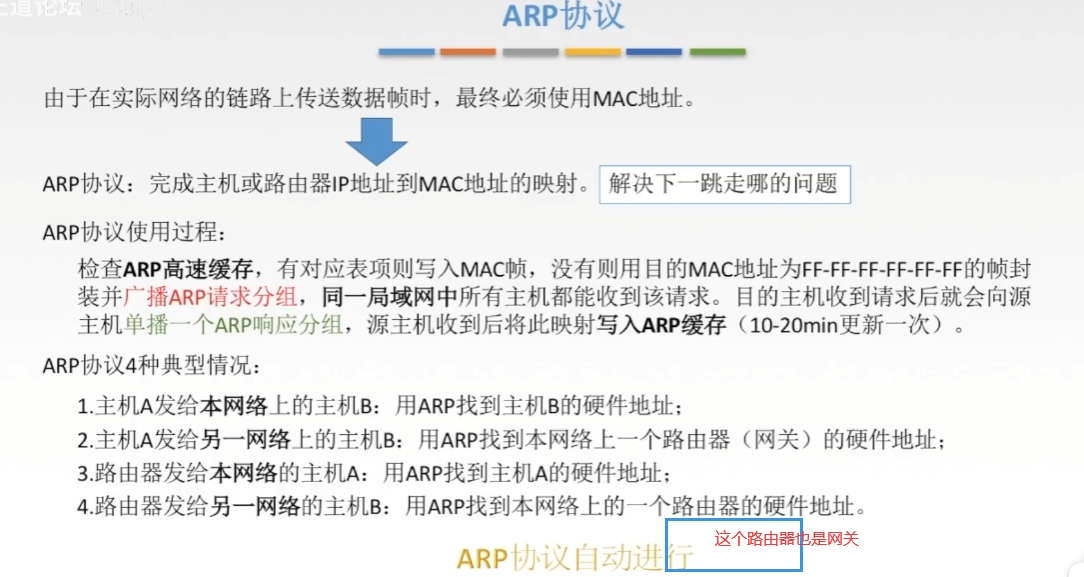 道论坛
ARP协议
由于在实际网络的链路上传送数据帧时，最终必须使用MAC地址。
ARP协议：完成主机或路由器IP地址到MAC地址的映射。 解决下一跳走哪的问题
ARP协议使用过程：
检查ARP高速缓存，有对应表项则写入MAC帧，没有则用目的MAC地址为FF-FF-FF-FF-FF-FF的帧封
装并广播ARP请求分组，同一局域网中所有主机都能收到该请求。目的主机收到请求后就会向源
主机单播一个ARP响应分组，源主机收到后将此映射写入ARP缓存（10-20min更新一次）。
ARP协议4种典型情况：
1.主机A发给本网络上的主机B：用ARP找到主机B的硬件地址；
2.主机A发给另一网络上的主机B：用ARP找到本网络上一个路由器（网关）的硬件地址；
3.路由器发给本网络的主机A：用ARP找到主机A的硬件地址；
4.路由器发给另一网络的主机B：用ARP找到本网络上的一个路由器的硬件地址。
这个路由器也是网关
ARP协议自动进行